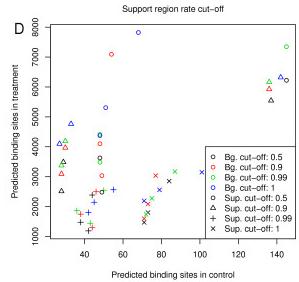 Support region rate cut-off
D
Predicted binding sites in treatment
8000
7000
6000
5000
4000
3000
2000
1000
Bg. cut-off: 0.5
Bg. cut-off: 0.9
Bg. cut-off: 0.99
Bg. cut-off: 1
Sup. cut-off: 0.5
Sup. cut-off: 0.9
Sup. cut-off: 0.99
Sup. cut-off: 1
40 60 80 100 120 140
Predicted binding sites in control